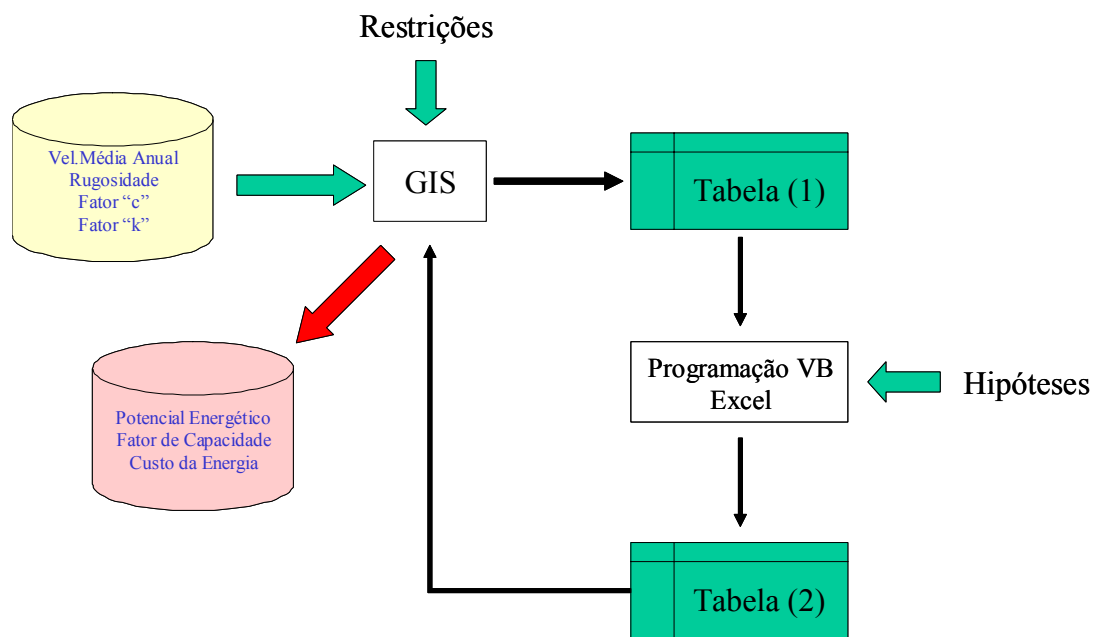 Restrições
Vel.Média Anual
Rugosidade
Fator “c”
Fator “k”
GIS
Tabela (1)
Programação VB
Excel
Hipóteses
Potencial Energético
Fator de Capacidade
Custo da Energia
Tabela (2)